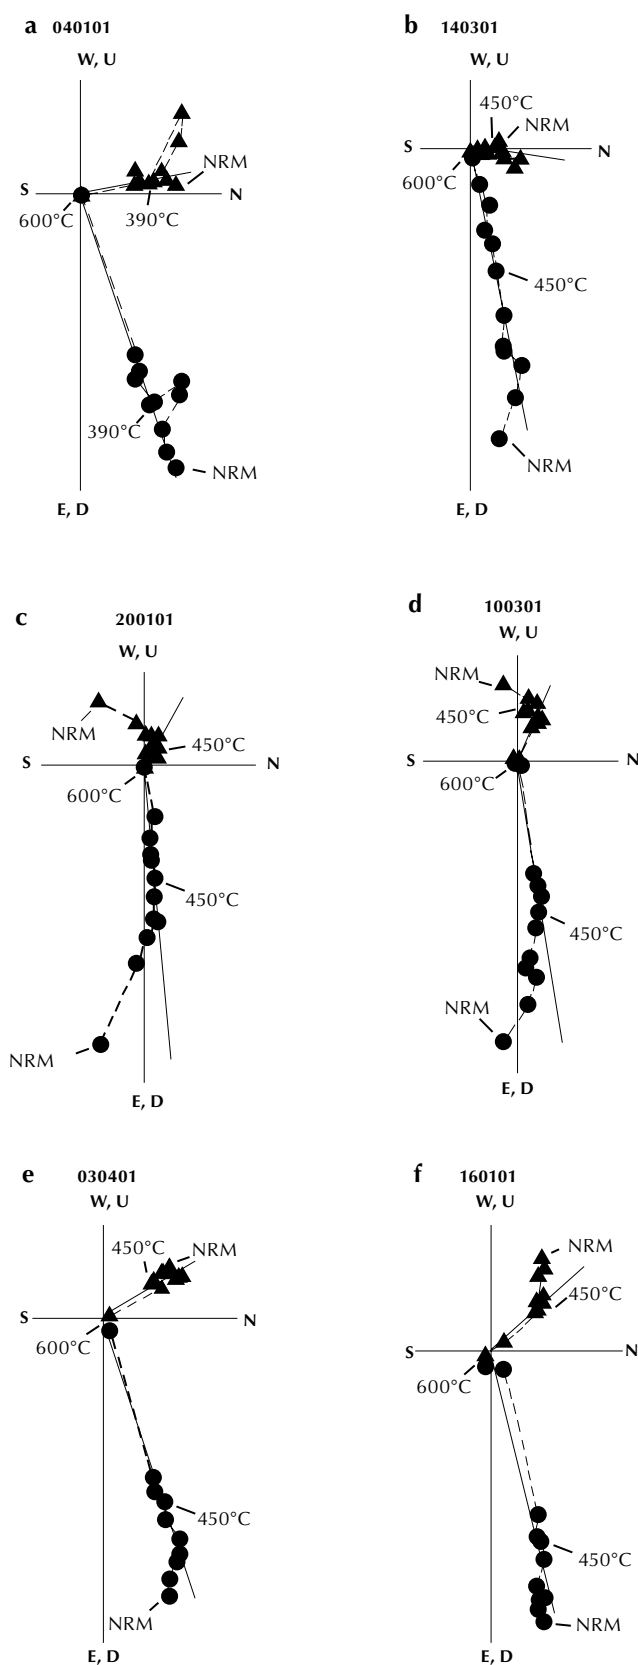 a 040101
W, U
NRM
S
N
600°C
390°C
390°C
NRM
E, D
b 140301
W, U
450°C
NRM
S
N
600°C
450°C
NRM
E, D
c 200101
W, U
NRM
450°C
S
N
600°C
450°C
NRM
E, D
d 100301
W, U
NRM
450°C
S
N
600°C
450°C
NRM
E, D
e 030401
W, U
450°C
NRM
S
N
600°C
450°C
NRM
E, D
f 160101
W, U
NRM
450°C
S
N
600°C
450°C
NRM
E, D